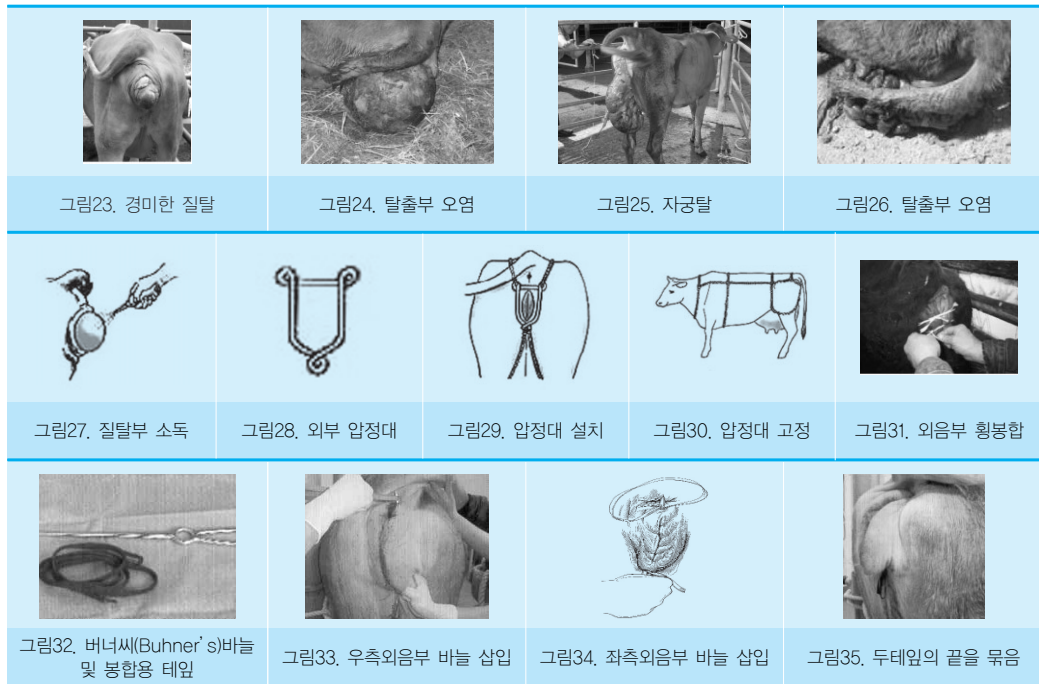 그림23. 경미한 질탈
그림24. 탈출부 오염
그림25. 자궁탈
그림26. 탈출부 오염
그림27. 질탈부 소독
그림28. 외부 압정대
그림29. 압정대 설치
그림30. 압정대 고정
그림31. 외음부 횡봉합
그림32. 버너씨(Buhner's)바늘
및 봉합용 테잎
그림33. 우측외음부 바늘 삽입
그림34. 좌측외음부 바늘 삽입
그림35. 두테잎의 끝을 묶음